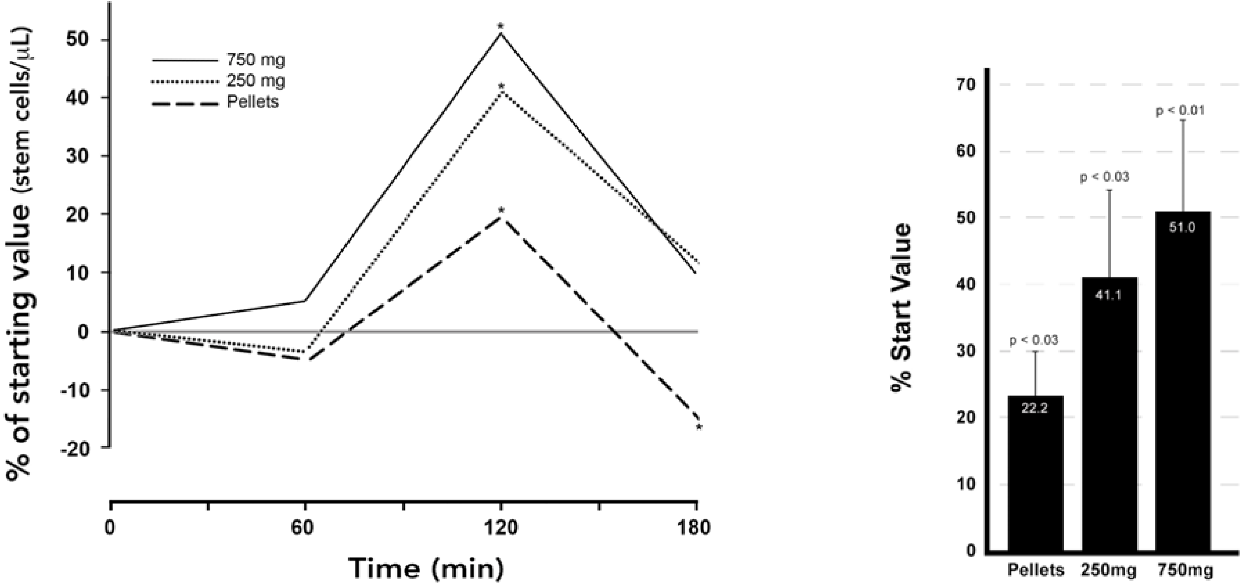 % of starting value (stem cells/µL)
50
40
30
20
10
0
-10
-20
750 mg
250 mg
Pellets
*
*
*
*
0
60
120
180
Time (min)
% Start Value
70
60
50
40
30
20
10
0
p < 0.03
22.2
p < 0.03
41.1
p < 0.01
51.0
Pellets 250mg 750mg